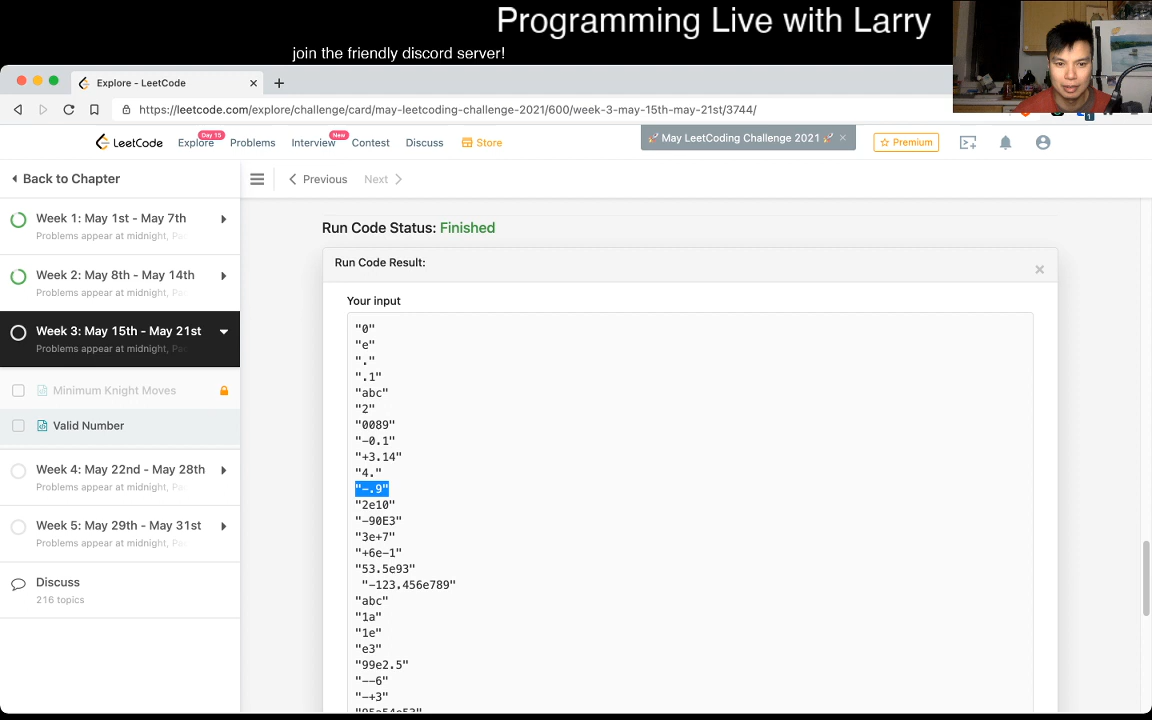 Programming Live with Larry
join the friendly discord server!
Explore - LeetCode
https://leetcode.com/explore/challenge/card/may-leetcoding-challenge-2021/600/week-3-may-15th-may-21st/3744/
LeetCode
Explore
Day 15
Problems
Interview
New
Contest
Discuss
Store
🚀 May LeetCoding Challenge 2021 🚀 ×
Premium
Back to Chapter
Previous
Next
Week 1: May 1st - May 7th
Problems appear at midnight,
Week 2: May 8th - May 14th
Problems appear at midnight,
Week 3: May 15th - May 21st
Problems appear at midnight,
Minimum Knight Moves
Valid Number
Week 4: May 22nd - May 28th
Problems appear at midnight,
Week 5: May 29th - May 31st
Problems appear at midnight,
Discuss
216 topics
Run Code Status: Finished
Run Code Result:
×
Your input
"0"
"e"
"."
".1"
"abc"
"2"
"0089"
"-0.1"
"+3.14"
"4."
"-.9"
"2e10"
"-90E3"
"3e+7"
"+6e-1"
"53.5e93"
"-123.456e789"
"abc"
"1a"
"1e"
"e3"
"99e2.5"
"--6"
"-+3"